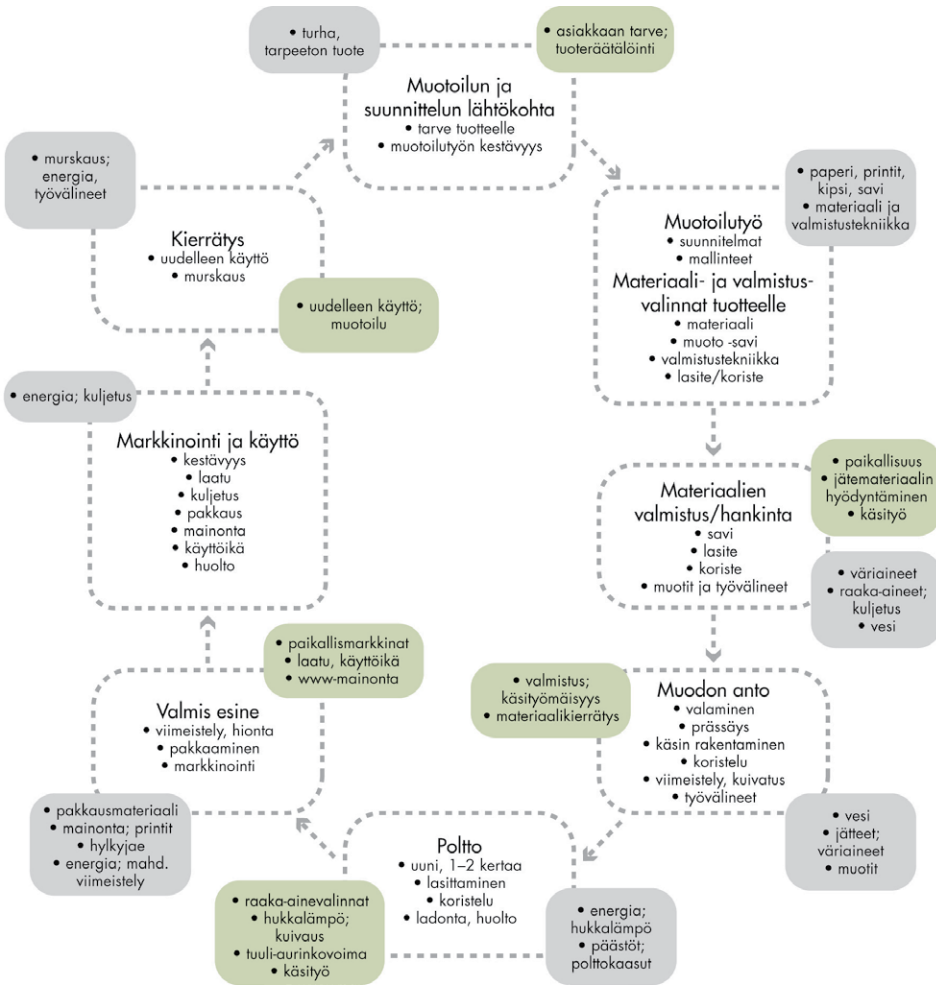 • turha,
tarpeeton tuote
• asiakkaan tarve;
tuoteräätälöinti
Muotoilun ja
suunnittelun lähtökohta
• tarve tuotteelle
• muotoilutyön kestävyys
• paperi, printit,
kipsi, savi
• materiaali ja
valmistustekniikka
Muotoilutyö
• suunnitelmat
• mallinteet
Materiaali- ja valmistus-
valinnat tuotteelle
• materiaali
• muoto -savi
• valmistustekniikka
• lasite/koriste
• paikallisuus
• jätemateriaalin
hyödyntäminen
• käsityö
Materiaalien
valmistus/hankinta
• savi
• lasite
• koriste
• muotit ja työvälineet
• väriaineet
• raaka-aineet;
kuljetus
• vesi
• valmistus;
käsityömäisyys
• materiaalikierrätys
Muodon anto
• valaminen
• prässäys
• käsin rakentaminen
• koristelu
• viimeistely, kuivatus
• työvälineet
• vesi
• jätteet;
väriaineet
• muotit
Poltto
• uuni, 1–2 kertaa
• lasittaminen
• koristelu
• ladonta, huolto
• energia;
hukkalämpö
• päästöt;
polttokaasut
• raaka-ainevalinnat
• hukkalämpö;
kuivaus
• tuuli-aurinkovoima
• käsityö
• paikallismarkkinat
• laatu, käyttöikä
• www-mainonta
Valmis esine
• viimeistely, hionta
• pakkaaminen
• markkinointi
• pakkausmateriaali
• mainonta; printit
• hylkyjae
• energia; mahd.
viimeistely
• energia; kuljetus
Markkinointi ja käyttö
• kestävyys
• laatu
• kuljetus
• pakkaus
• mainonta
• käyttöikä
• huolto
• murskaus;
energia,
työvälineet
Kierrätys
• uudelleen käyttö
• murskaus
• uudelleen käyttö;
muotoilu